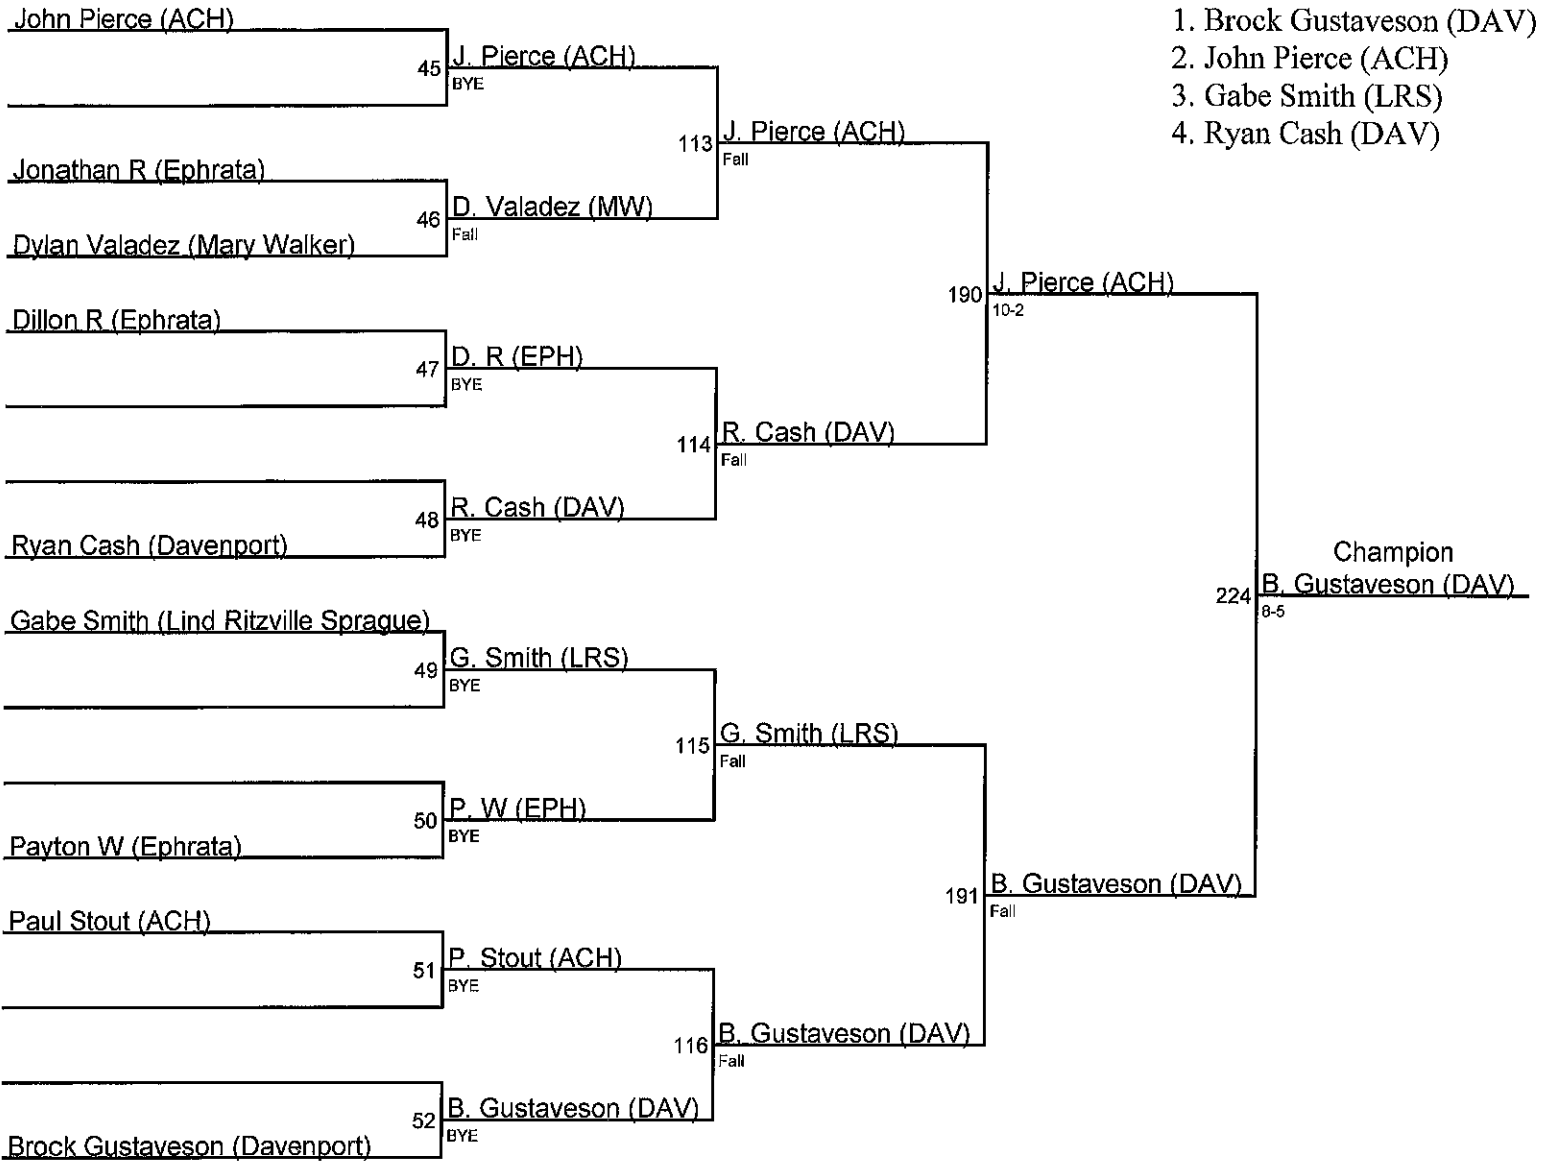 John Pierce (ACH)
45
J. Pierce (ACH)
BYE
Jonathan R (Ephrata)
46
D. Valadez (MW)
Fall
Dylan Valadez (Mary Walker)
113
J. Pierce (ACH)
Fall
Dillon R (Ephrata)
47
D. R (EPH)
BYE
48
R. Cash (DAV)
BYE
Ryan Cash (Davenport)
114
R. Cash (DAV)
Fall
190
J. Pierce (ACH)
10-2
Gabe Smith (Lind Ritzville Sprague)
49
G. Smith (LRS)
BYE
50
P. W (EPH)
BYE
Payton W (Ephrata)
115
G. Smith (LRS)
Fall
Paul Stout (ACH)
51
P. Stout (ACH)
BYE
52
B. Gustaveson (DAV)
BYE
Brock Gustaveson (Davenport)
116
B. Gustaveson (DAV)
Fall
191
B. Gustaveson (DAV)
Fall
224
Champion
B. Gustaveson (DAV)
8-5
1. Brock Gustaveson (DAV)
2. John Pierce (ACH)
3. Gabe Smith (LRS)
4. Ryan Cash (DAV)